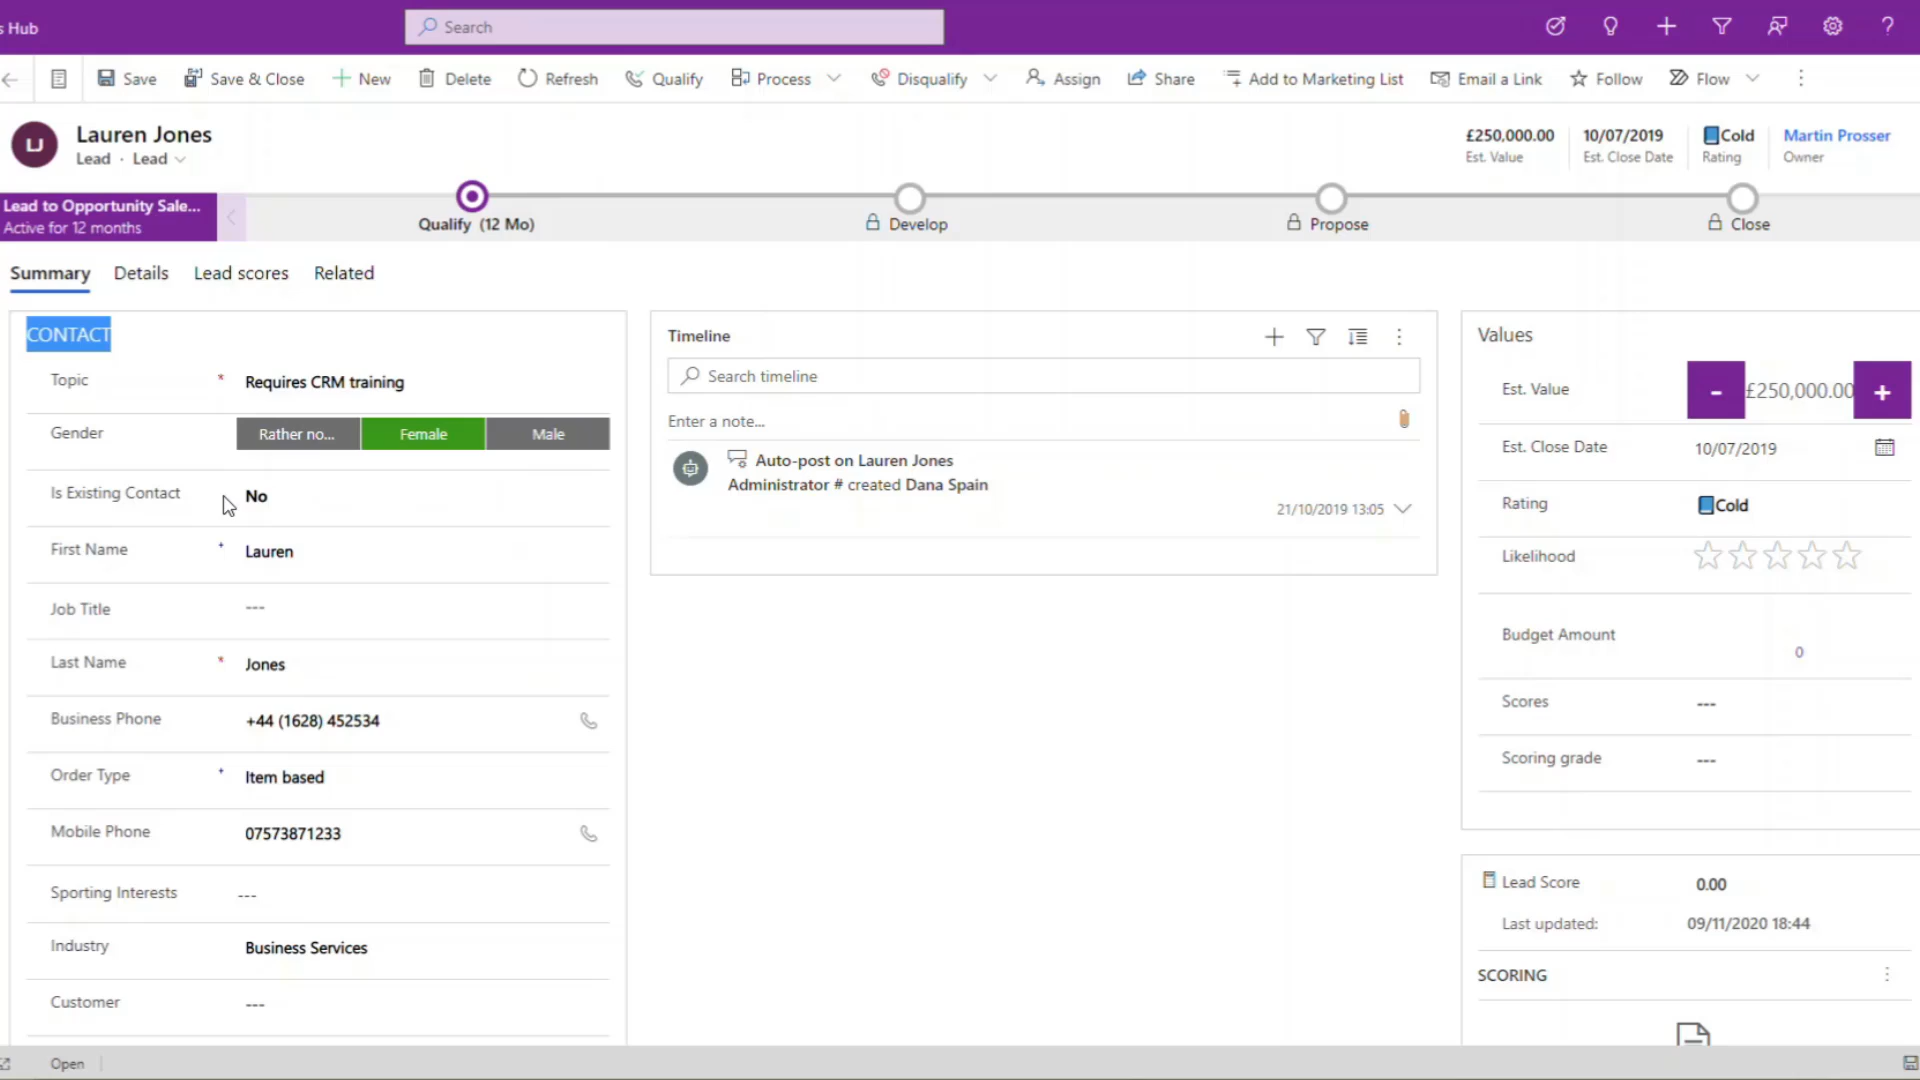 s Hub
Search
Save
Save & Close
New
Delete
Refresh
Qualify
Process
Disqualify
Assign
Share
Add to Marketing List
Email a Link
Follow
Flow
LJ
Lauren Jones
Lead · Lead
£250,000.00
Est. Value
10/07/2019
Est. Close Date
Cold
Rating
Martin Prosser
Owner
Lead to Opportunity Sale...
Active for 12 months
Qualify (12 Mo)
Develop
Propose
Close
Summary
Details
Lead scores
Related
CONTACT
Topic * Requires CRM training
Gender Rather no... Female Male
Is Existing Contact No
First Name + Lauren
Job Title ---
Last Name * Jones
Business Phone +44 (1628) 452534
Order Type + Item based
Mobile Phone 07573871233
Sporting Interests ---
Industry Business Services
Customer ---
Timeline
Search timeline
Enter a note...
Auto-post on Lauren Jones
Administrator # created Dana Spain
21/10/2019 13:05
Values
Est. Value - £250,000.00 +
Est. Close Date 10/07/2019
Rating Cold
Likelihood
Budget Amount
0
Scores ---
Scoring grade ---
Lead Score 0.00
Last updated: 09/11/2020 18:44
SCORING
Open